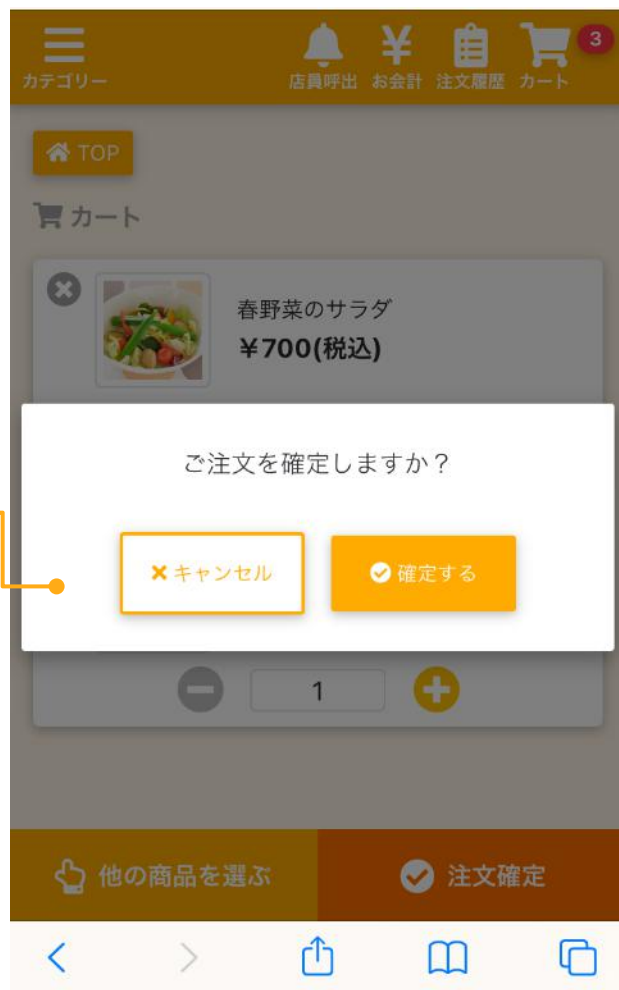 3
カテゴリー
店員呼出 お会計 注文履歴 カート
TOP
カート
春野菜のサラダ
￥700(税込)
ご注文を確定しますか？
キャンセル 確定する
1
他の商品を選ぶ 注文確定